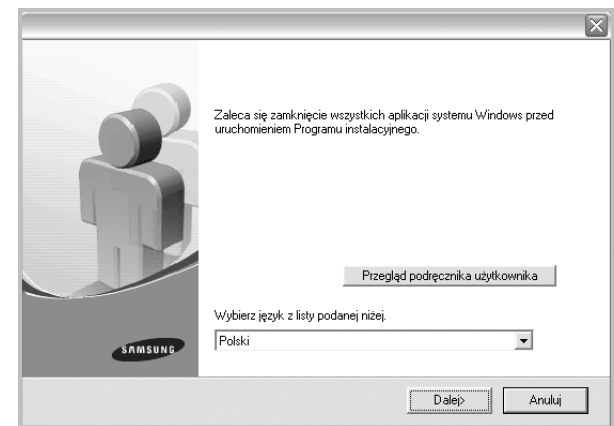 Zaleca się zamknięcie wszystkich aplikacji systemu Windows przed
uruchomieniem Programu instalacyjnego.
Przegląd podręcznika użytkownika
Wybierz język z listy podanej niżej.
SAMSUNG
Polski
Dalej>
Anuluj